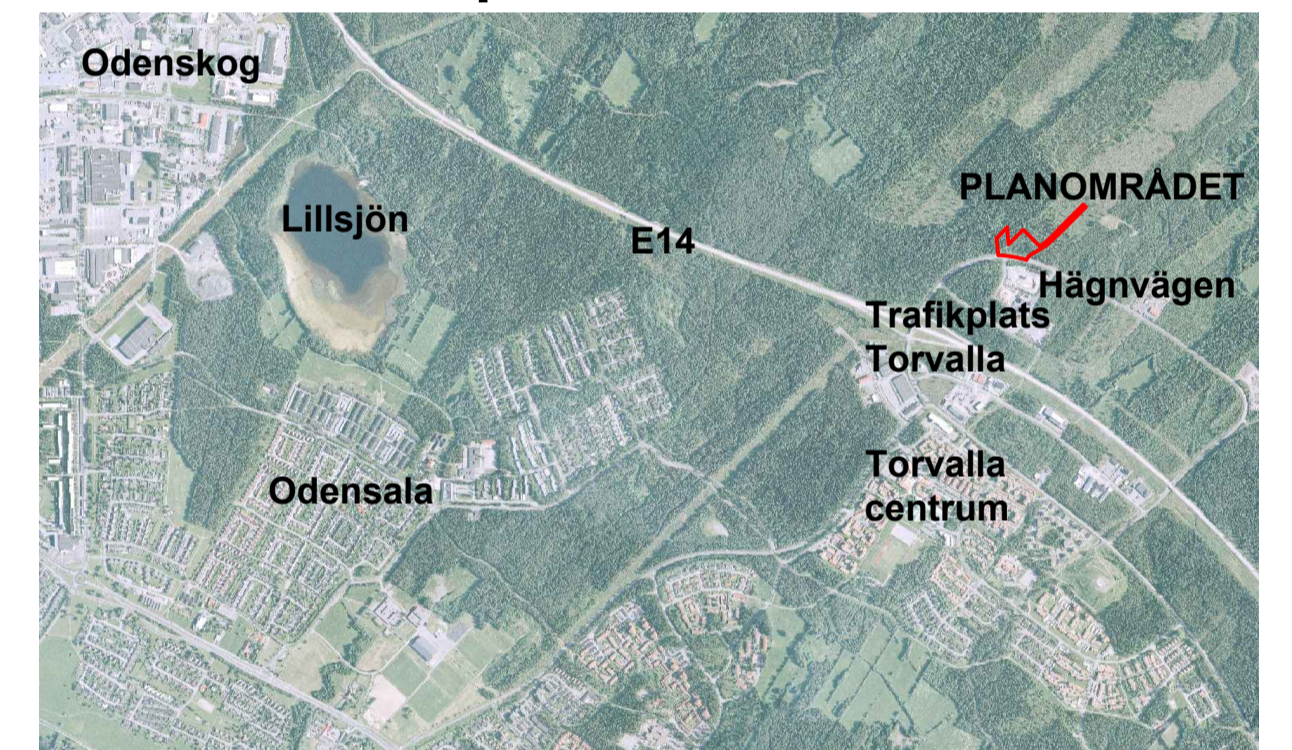 Odenskog
PLANOMRÅDET
Lillsjön
E14
Hägnvägen
Trafikplats
Torvalla
Torvalla
centrum
Odensala